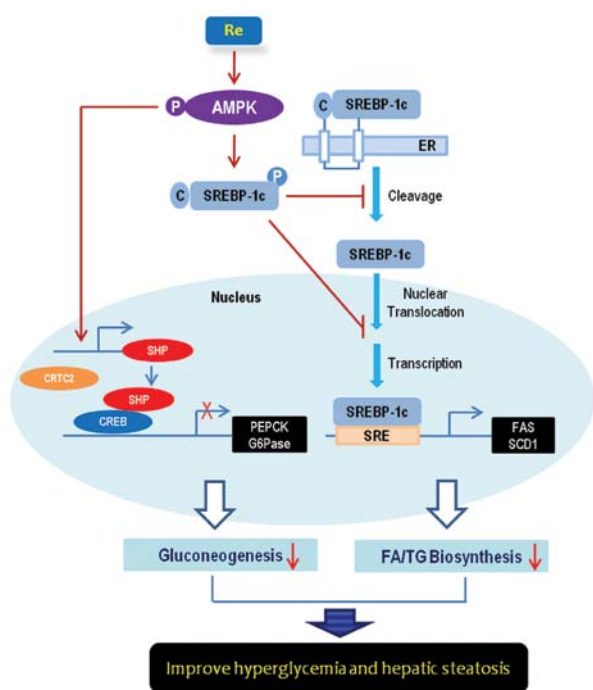 Re
P
AMPK
C
SREBP-1c
ER
P
C
SREBP-1c
Cleavage
SREBP-1c
Nucleus
Nuclear
Translocation
SHP
Transcription
CRTC2
SHP
CREB
PEPCK
G6Pase
SREBP-1c
SRE
FAS
SCD1
Gluconeogenesis
FA/TG Biosynthesis
Improve hyperglycemia and hepatic steatosis